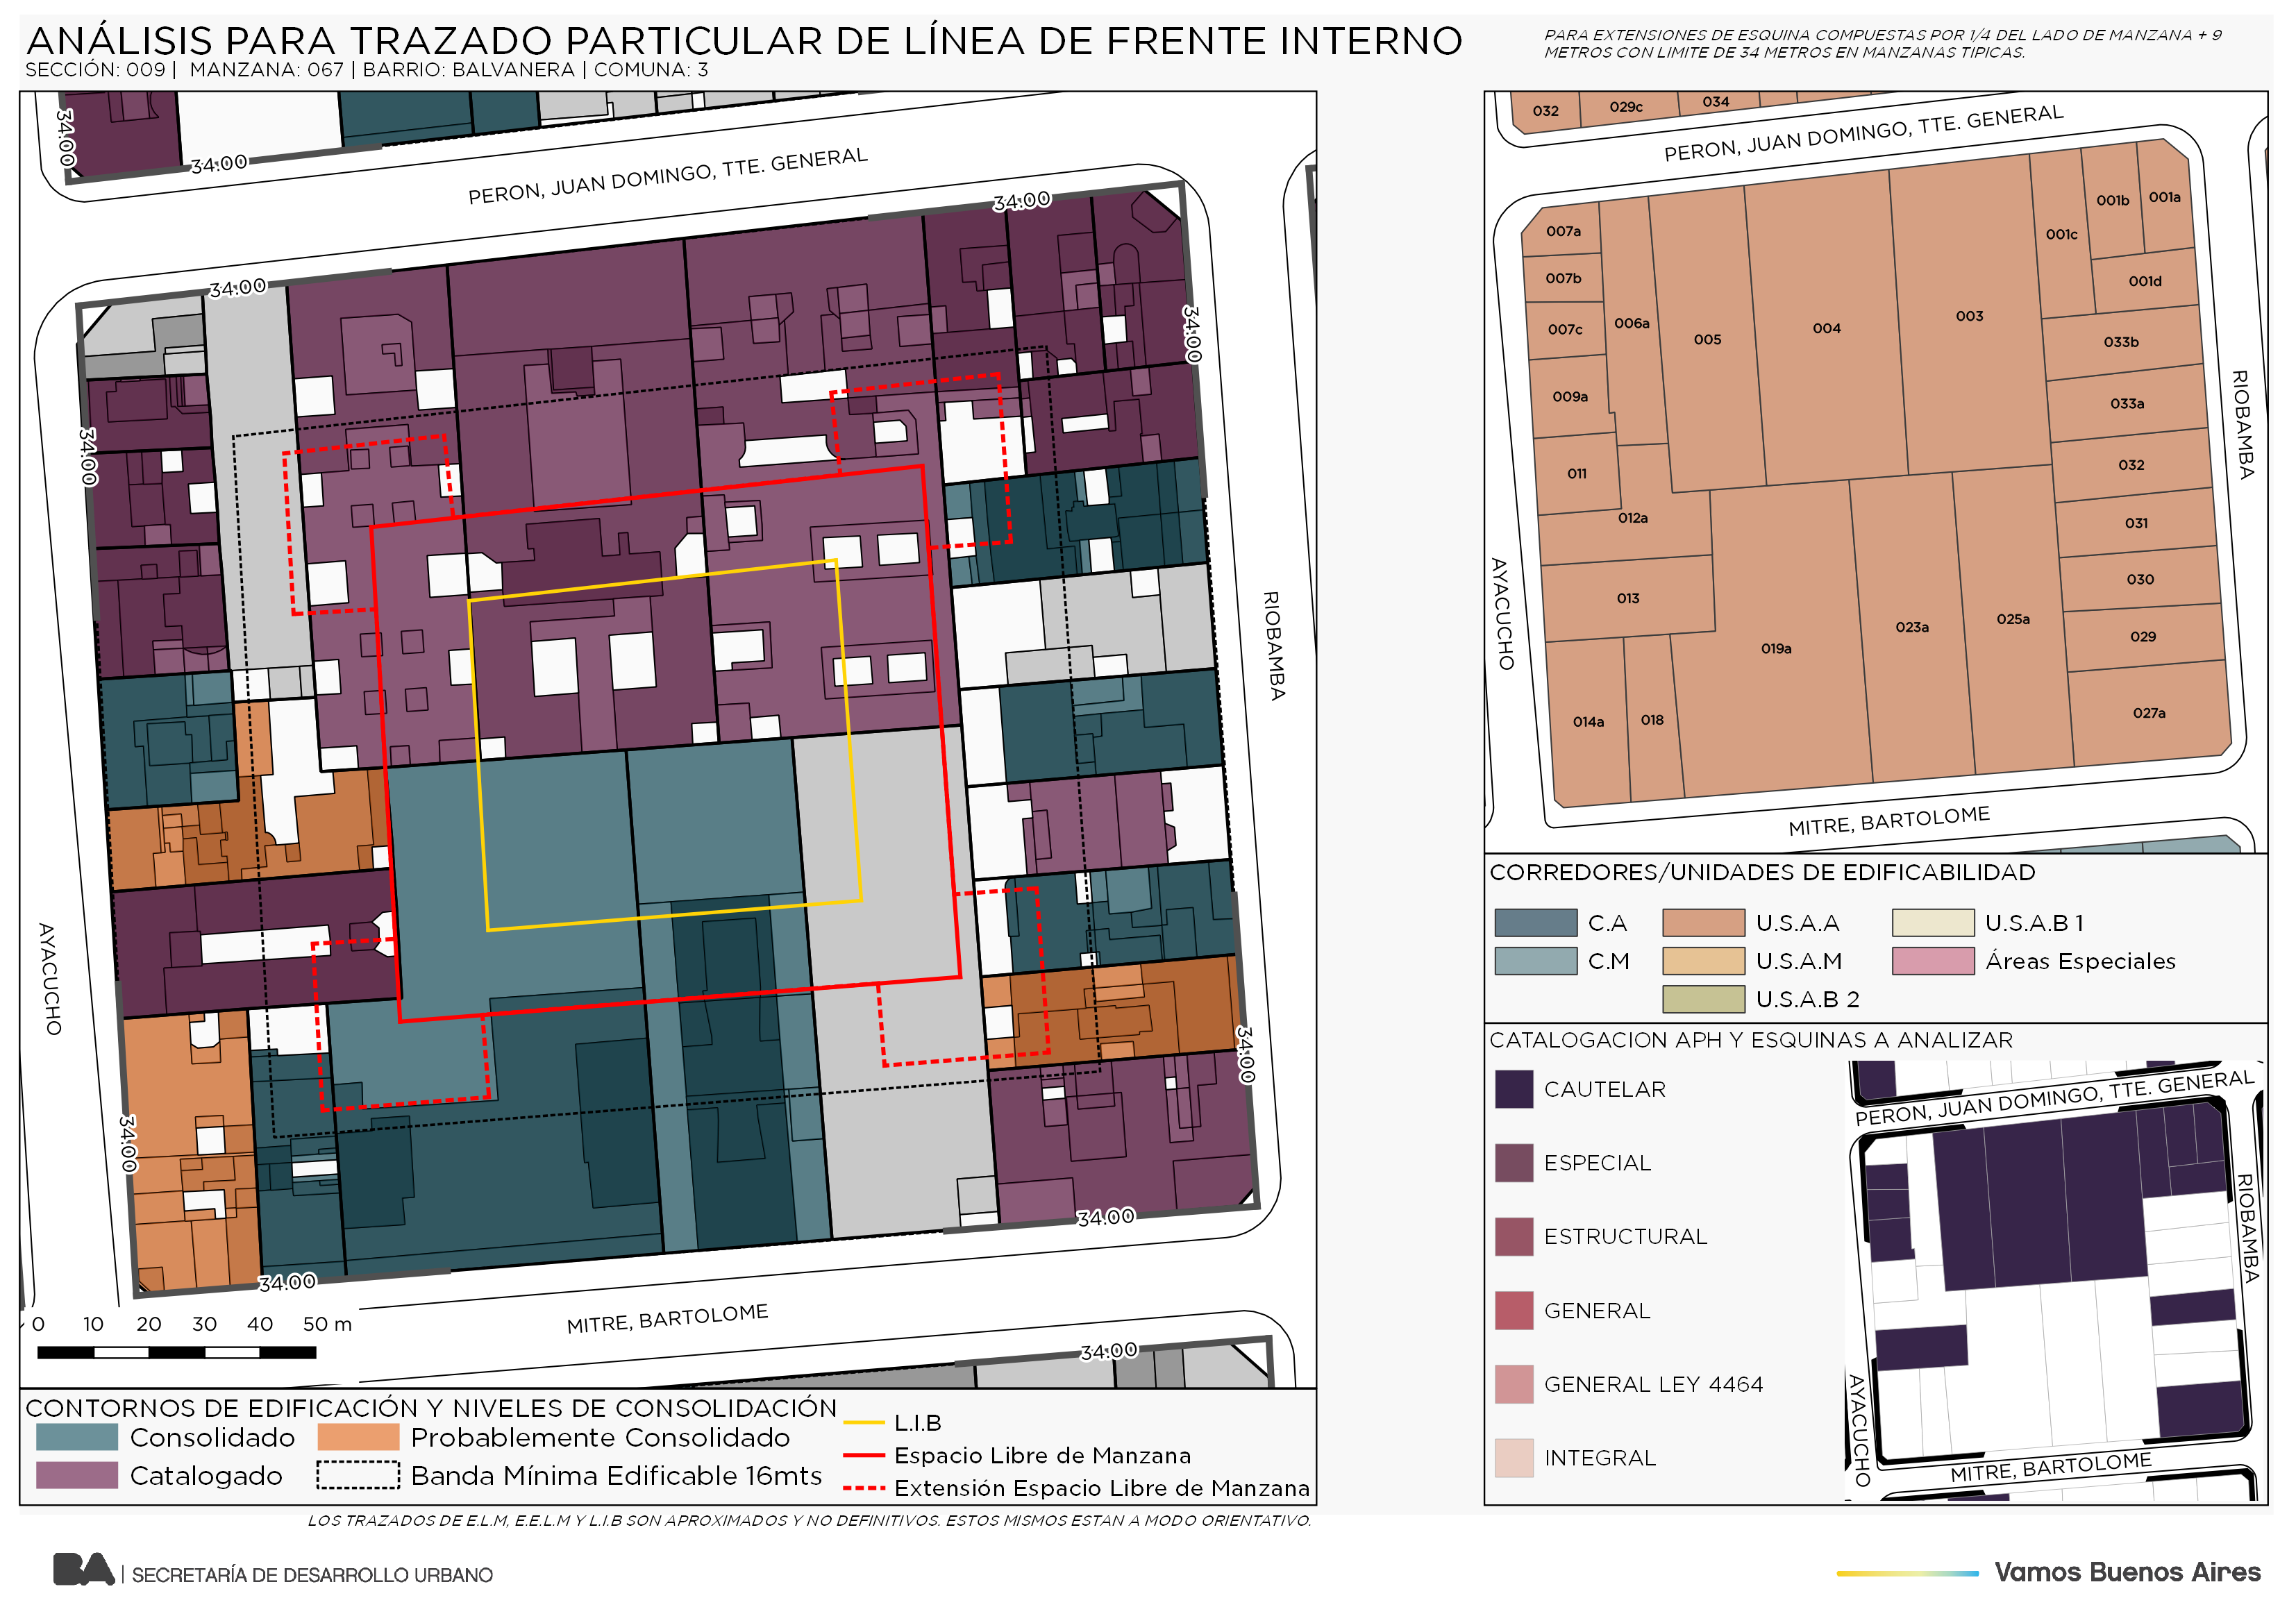 ANÁLISIS PARA TRAZADO PARTICULAR DE LÍNEA DE FRENTE INTERNO
SECCIÓN: 009 | MANZANA: 067 | BARRIO: BALVANERA | COMUNA: 3
PARA EXTENSIONES DE ESQUINA COMPUESTAS POR 1/4 DEL LADO DE MANZANA + 9
METROS CON LIMITE DE 34 METROS EN MANZANAS TIPICAS.
34.00
34.00
PERON, JUAN DOMINGO, TTE. GENERAL
34.00
34.00
34.00
34.00
RIOBAMBA
AYACUCHO
34.00
34.00
34.00
34.00
MITRE, BARTOLOME
34.00
0 10 20 30 40 50 m
CONTORNOS DE EDIFICACIÓN Y NIVELES DE CONSOLIDACIÓN
Consolidado
Probablemente Consolidado
Catalogado
Banda Mínima Edificable 16mts
L.I.B
Espacio Libre de Manzana
Extensión Espacio Libre de Manzana
LOS TRAZADOS DE E.L.M, E.E.L.M Y L.I.B SON APROXIMADOS Y NO DEFINITIVOS. ESTOS MISMOS ESTAN A MODO ORIENTATIVO.
032
029c
034
PERON, JUAN DOMINGO, TTE. GENERAL
007a
007b
007c
009a
011
006a
005
004
003
001c
001b
001a
001d
033b
033a
032
031
030
029
027a
012a
013
014a
018
019a
023a
025a
RIOBAMBA
AYACUCHO
MITRE, BARTOLOME
CORREDORES/UNIDADES DE EDIFICABILIDAD
C.A
U.S.A.A
U.S.A.B 1
C.M
U.S.A.M
Áreas Especiales
U.S.A.B 2
CATALOGACION APH Y ESQUINAS A ANALIZAR
CAUTELAR
ESPECIAL
ESTRUCTURAL
GENERAL
GENERAL LEY 4464
INTEGRAL
PERON, JUAN DOMINGO, TTE. GENERAL
RIOBAMBA
AYACUCHO
MITRE, BARTOLOME
BA | SECRETARÍA DE DESARROLLO URBANO
Vamos Buenos Aires